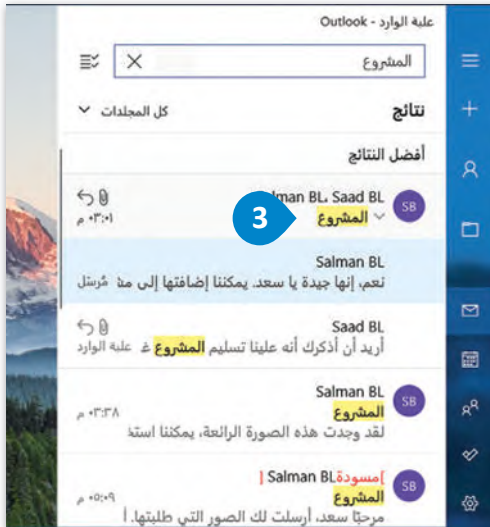 علبة الوارد - Outlook
المشروع
نتائج
كل المجلدات
أفضل النتائج
SB
Salman BL، Saad BL
المشروع
٠٣:٠١ م
3
Salman BL
نعم، إنها جيدة يا سعد. يمكننا إضافتها إلى مش مُرسَل
Saad BL
أريد أن أذكرك أنه علينا تسليم المشروع غ علبة الوارد
SB
Salman BL
المشروع
٠٣:٣٨ م
لقد وجدت هذه الصورة الرائعة، يمكننا استخ
SB
[مسودة] Salman BL
المشروع
٠٥:٠٩ م
مرحبًا سعد، أرسلت لك الصور التي طلبتها. أ